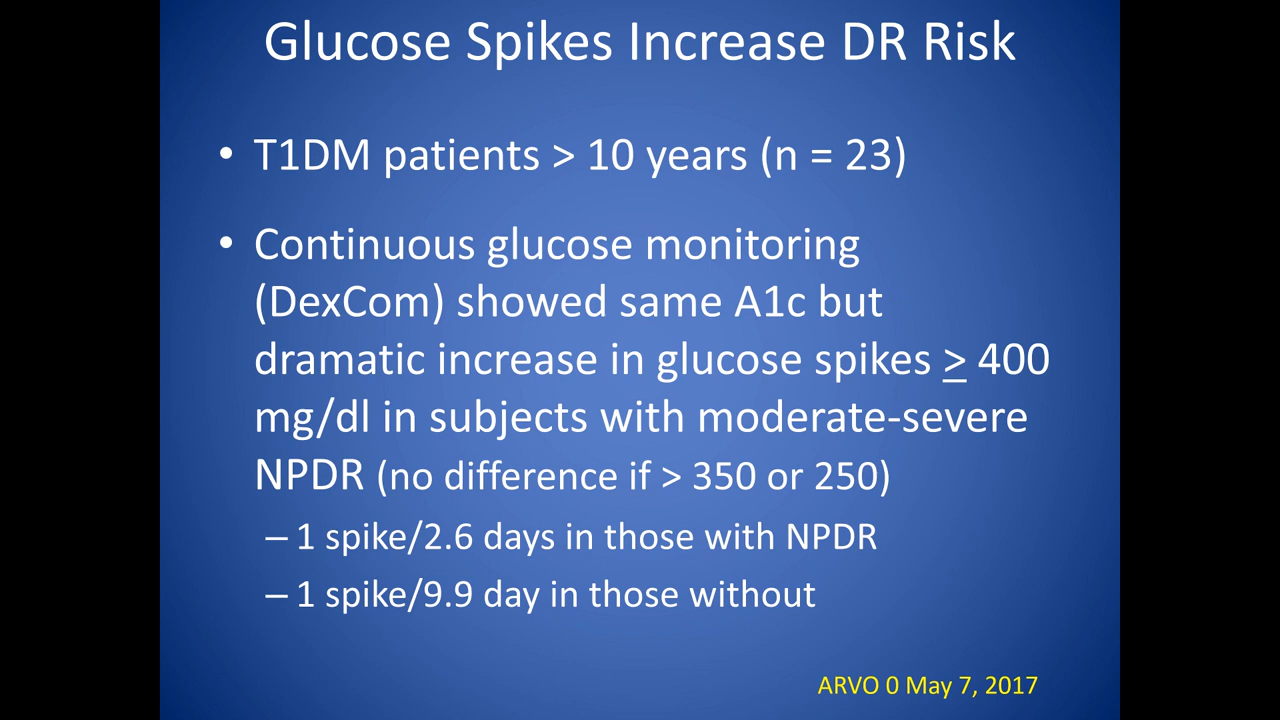 Glucose Spikes Increase DR Risk
• T1DM patients > 10 years (n = 23)
• Continuous glucose monitoring
(DexCom) showed same A1c but
dramatic increase in glucose spikes ≥ 400
mg/dl in subjects with moderate-severe
NPDR (no difference if > 350 or 250)
– 1 spike/2.6 days in those with NPDR
– 1 spike/9.9 day in those without
ARVO 0 May 7, 2017